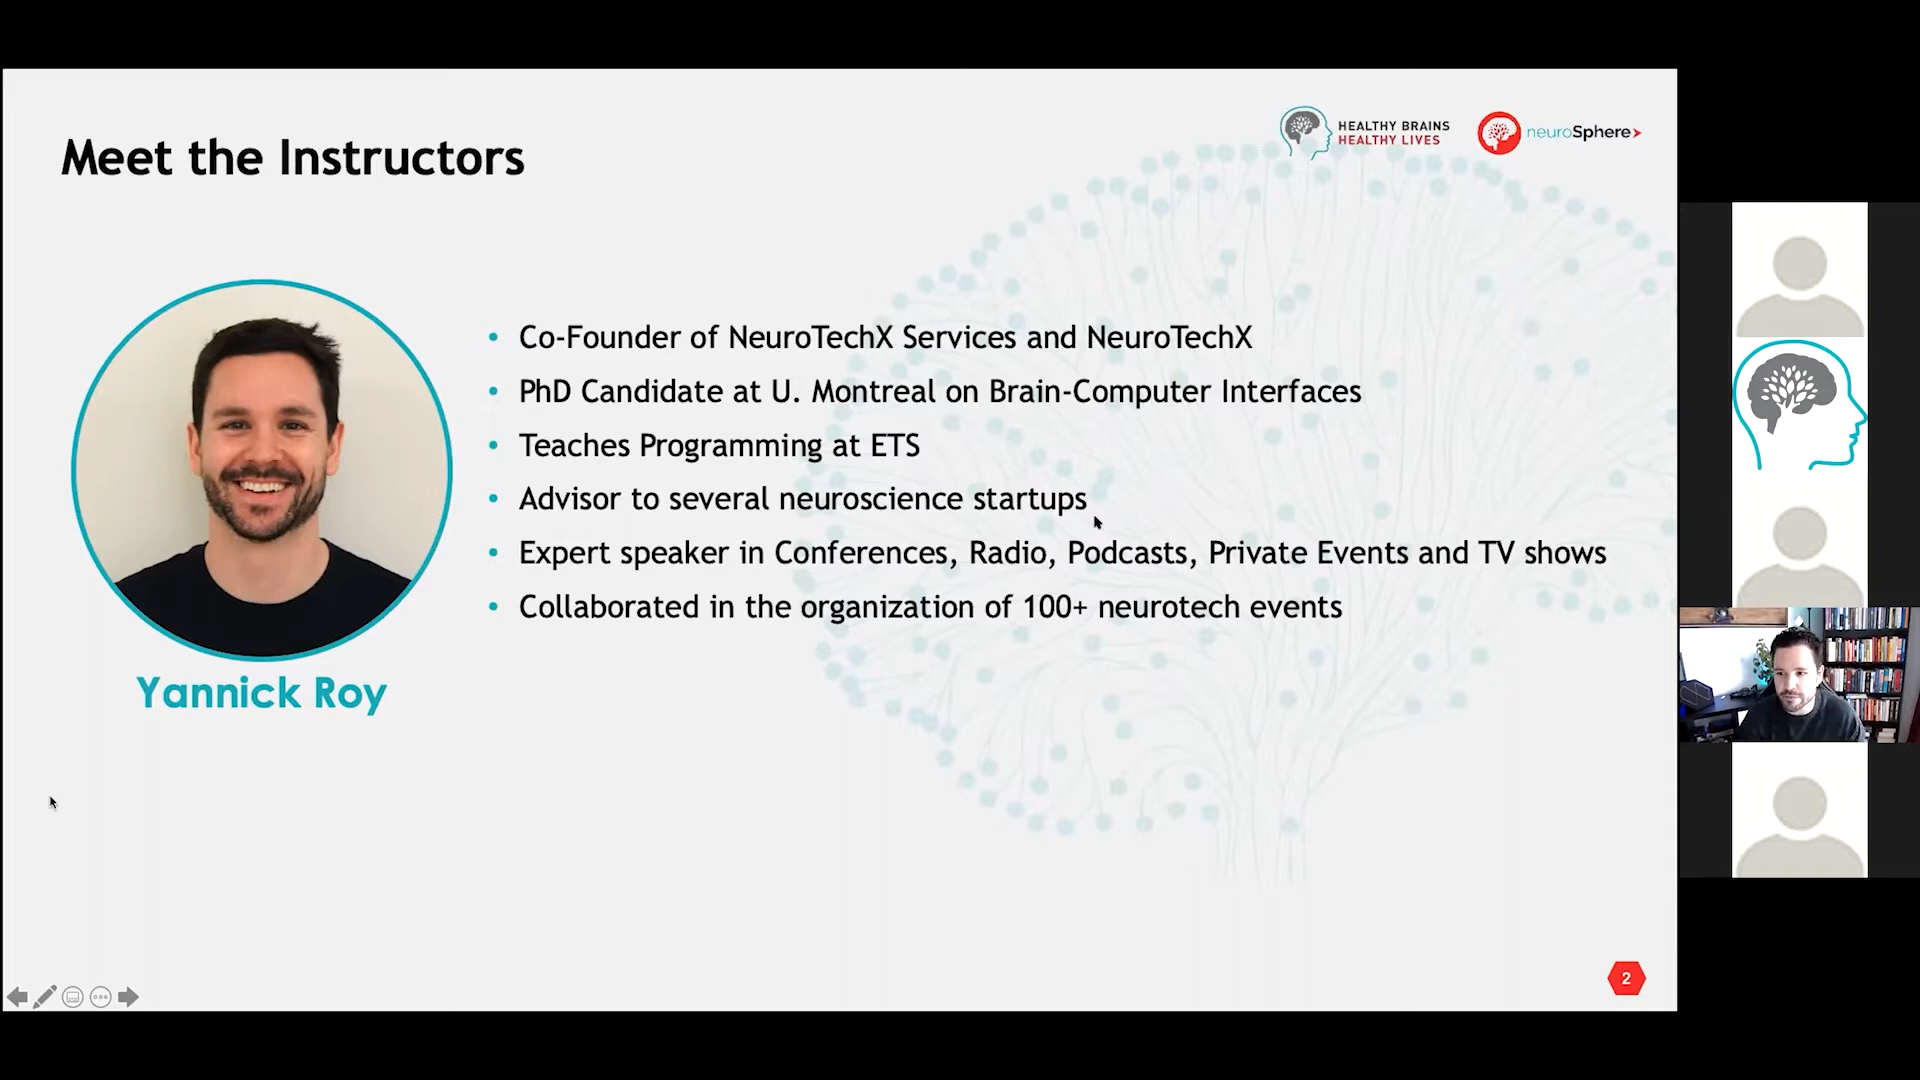 Meet the Instructors
HEALTHY BRAINS
HEALTHY LIVES
neuroSphere
• Co-Founder of NeuroTechX Services and NeuroTechX
• PhD Candidate at U. Montreal on Brain-Computer Interfaces
• Teaches Programming at ETS
• Advisor to several neuroscience startups
• Expert speaker in Conferences, Radio, Podcasts, Private Events and TV shows
• Collaborated in the organization of 100+ neurotech events
Yannick Roy
2